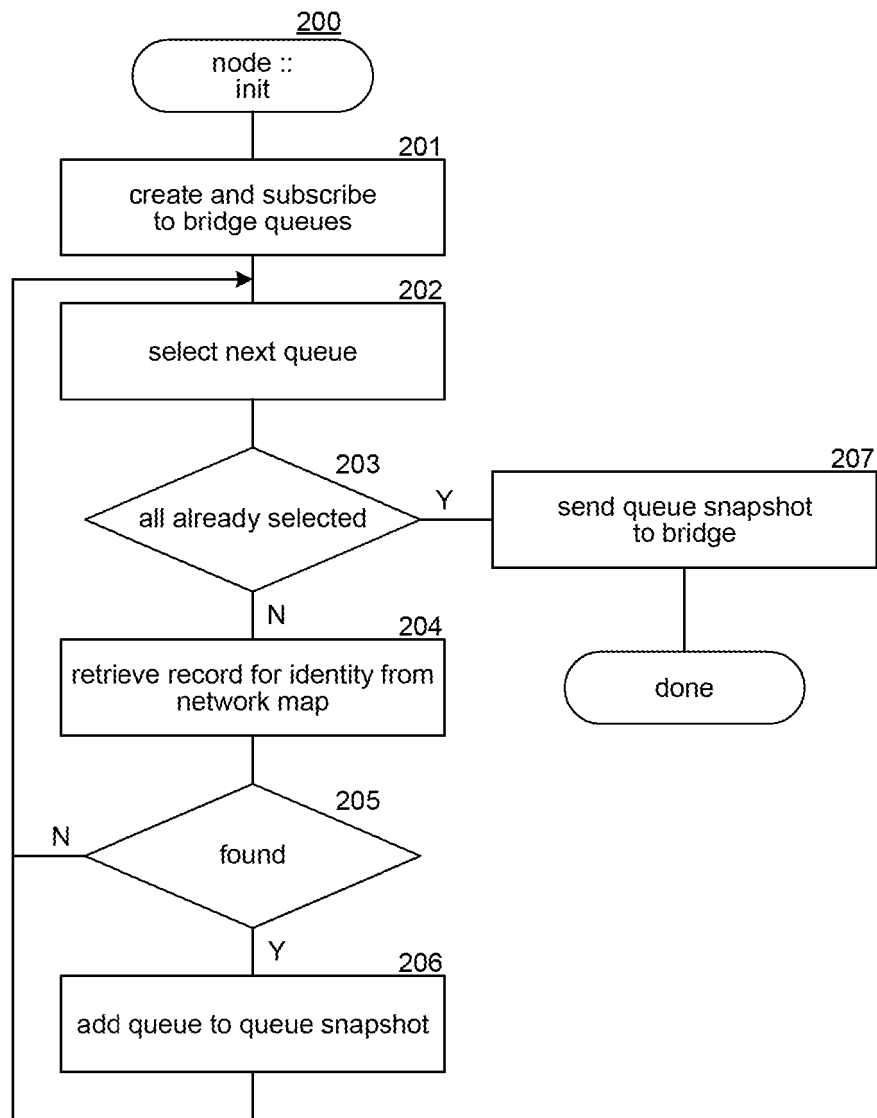 200
node ::
init
201
create and subscribe
to bridge queues
202
select next queue
203
all already selected
Y
207
send queue snapshot
to bridge
N
204
retrieve record for identity from
network map
done
205
N
found
Y
206
add queue to queue snapshot